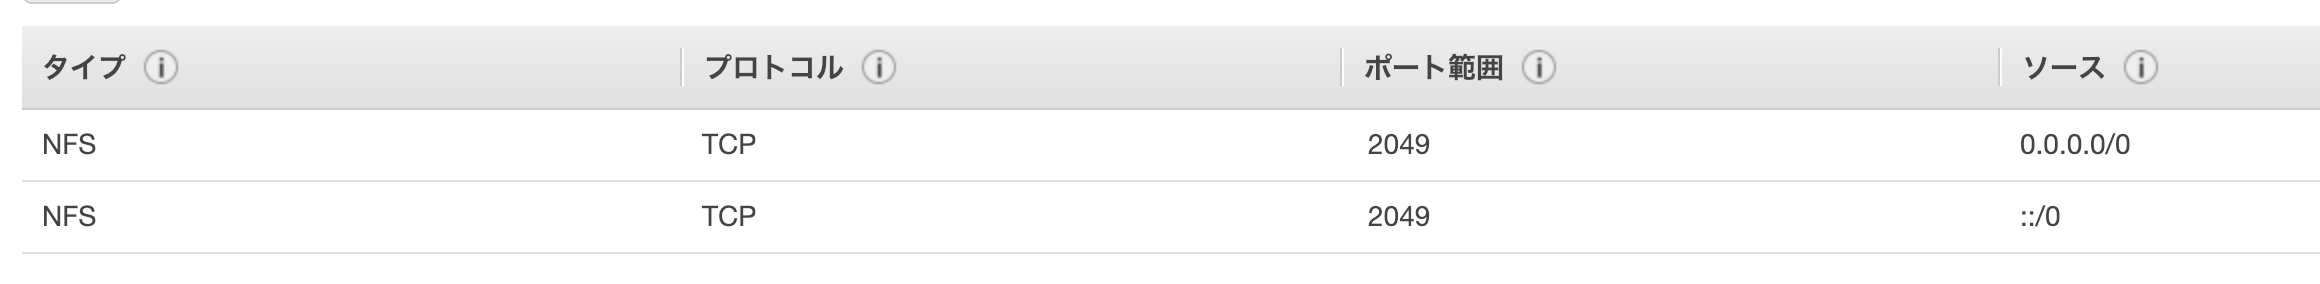 タイプ プロトコル ポート範囲 ソース
NFS TCP 2049 0.0.0.0/0
NFS TCP 2049 ::/0